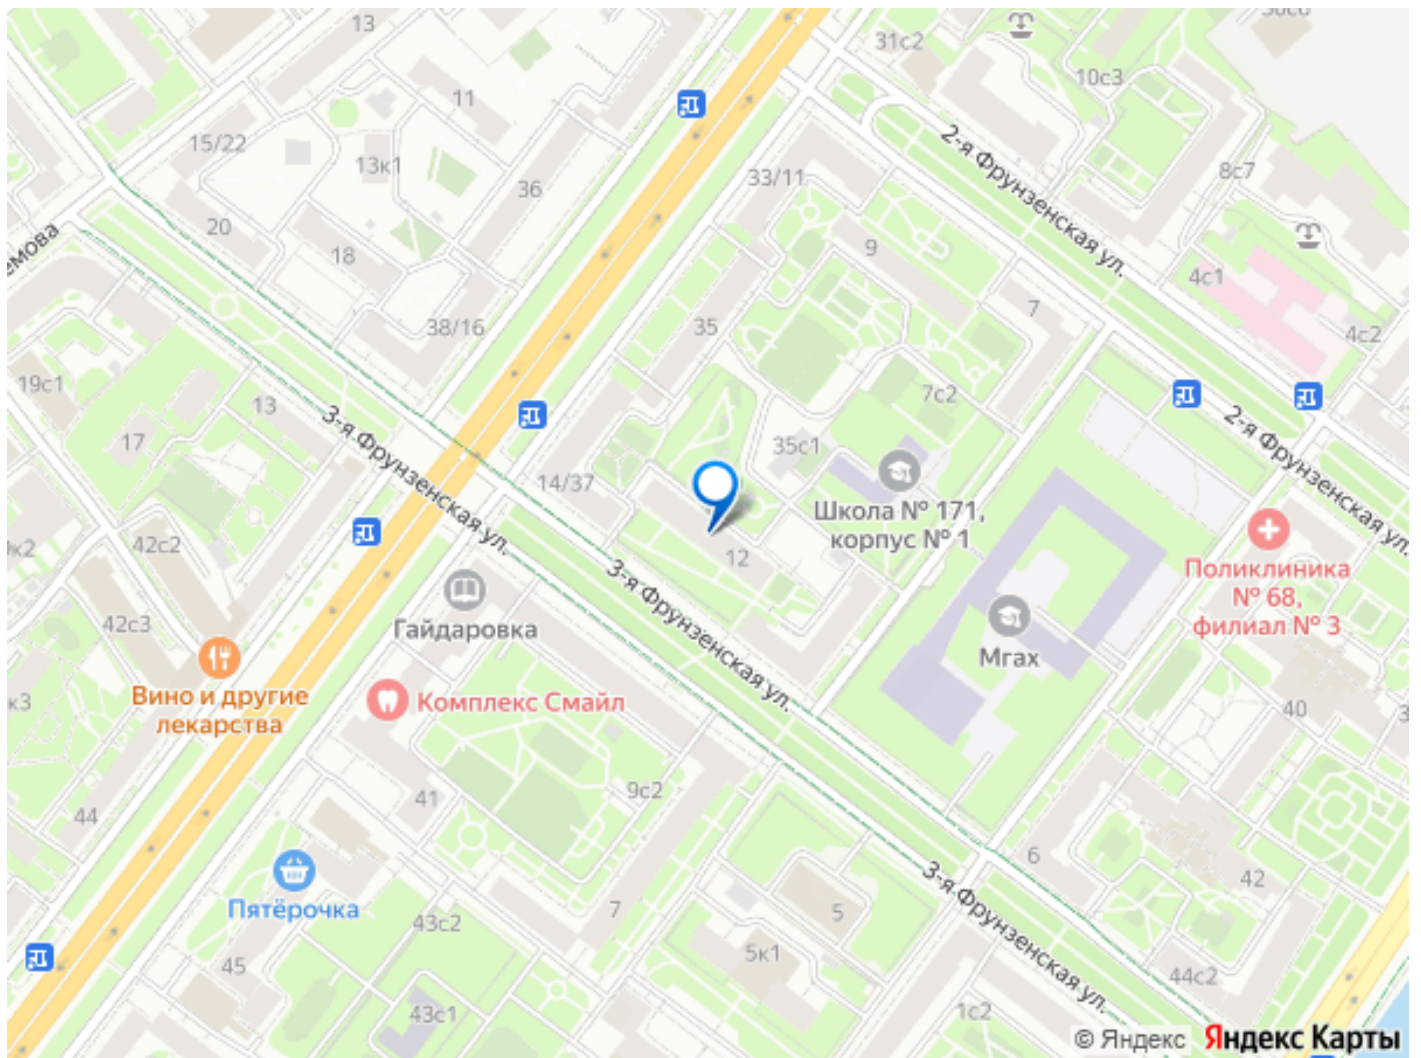 13
31с2
10с3
11
15/22
13к1
2-я Фрунзенская ул.
33/11
8с7
36
20
18
9
4с1
7
38/16
35
4с2
19с1
13
7с2
3-я Фрунзенская ул.
2-я Фрунзенская ул.
17
35с1
14/37
Школа № 171,
корпус № 1
42с2
12
3-я Фрунзенская ул.
Поликлиника
№ 68,
филиал № 3
42с3
Гайдаровка
Мгах
Вино и другие
лекарства
Комплекс Смайл
40
9с2
41
44
6
42
3-я Фрунзенская ул.
Пятёрочка
7
5
43с2
5к1
45
44с2
43с1
1с2
© Яндекс Яндекс Карты